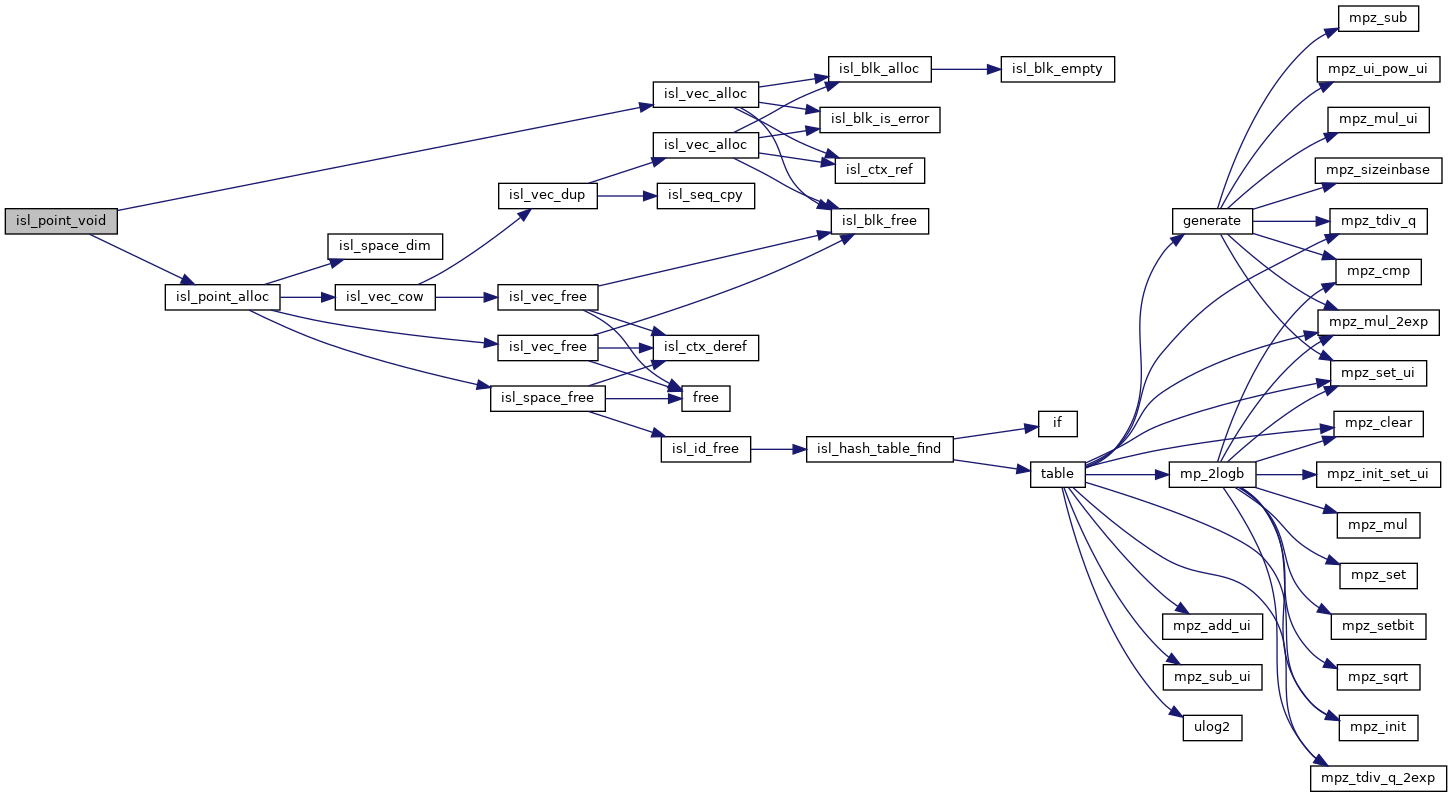 isl_point_void
isl_point_alloc
isl_space_dim
isl_vec_cow
isl_vec_dup
isl_vec_free
isl_vec_free
isl_space_free
isl_vec_alloc
isl_vec_alloc
isl_seq_cpy
isl_ctx_deref
free
isl_id_free
isl_blk_alloc
isl_blk_is_error
isl_ctx_ref
isl_blk_free
isl_hash_table_find
isl_blk_empty
if
table
generate
mp_2logb
mpz_add_ui
mpz_sub_ui
ulog2
mpz_sub
mpz_ui_pow_ui
mpz_mul_ui
mpz_sizeinbase
mpz_tdiv_q
mpz_cmp
mpz_mul_2exp
mpz_set_ui
mpz_clear
mpz_init_set_ui
mpz_mul
mpz_set
mpz_setbit
mpz_sqrt
mpz_init
mpz_tdiv_q_2exp